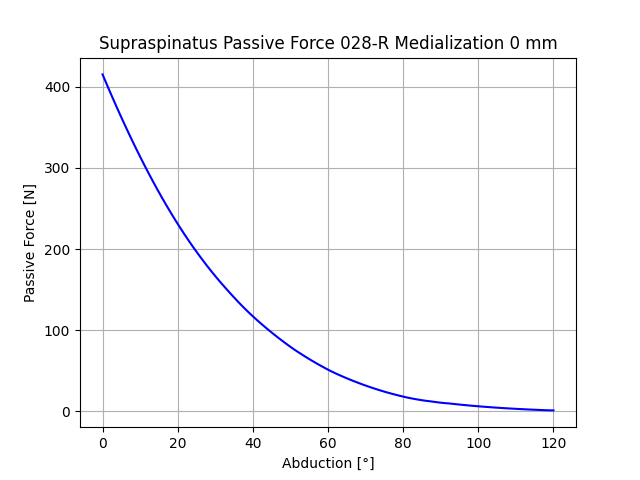 Supraspinatus Passive Force 028-R Medialization 0 mm
Passive Force [N]
400
300
200
100
0
0 20 40 60 80 100 120
Abduction [°]